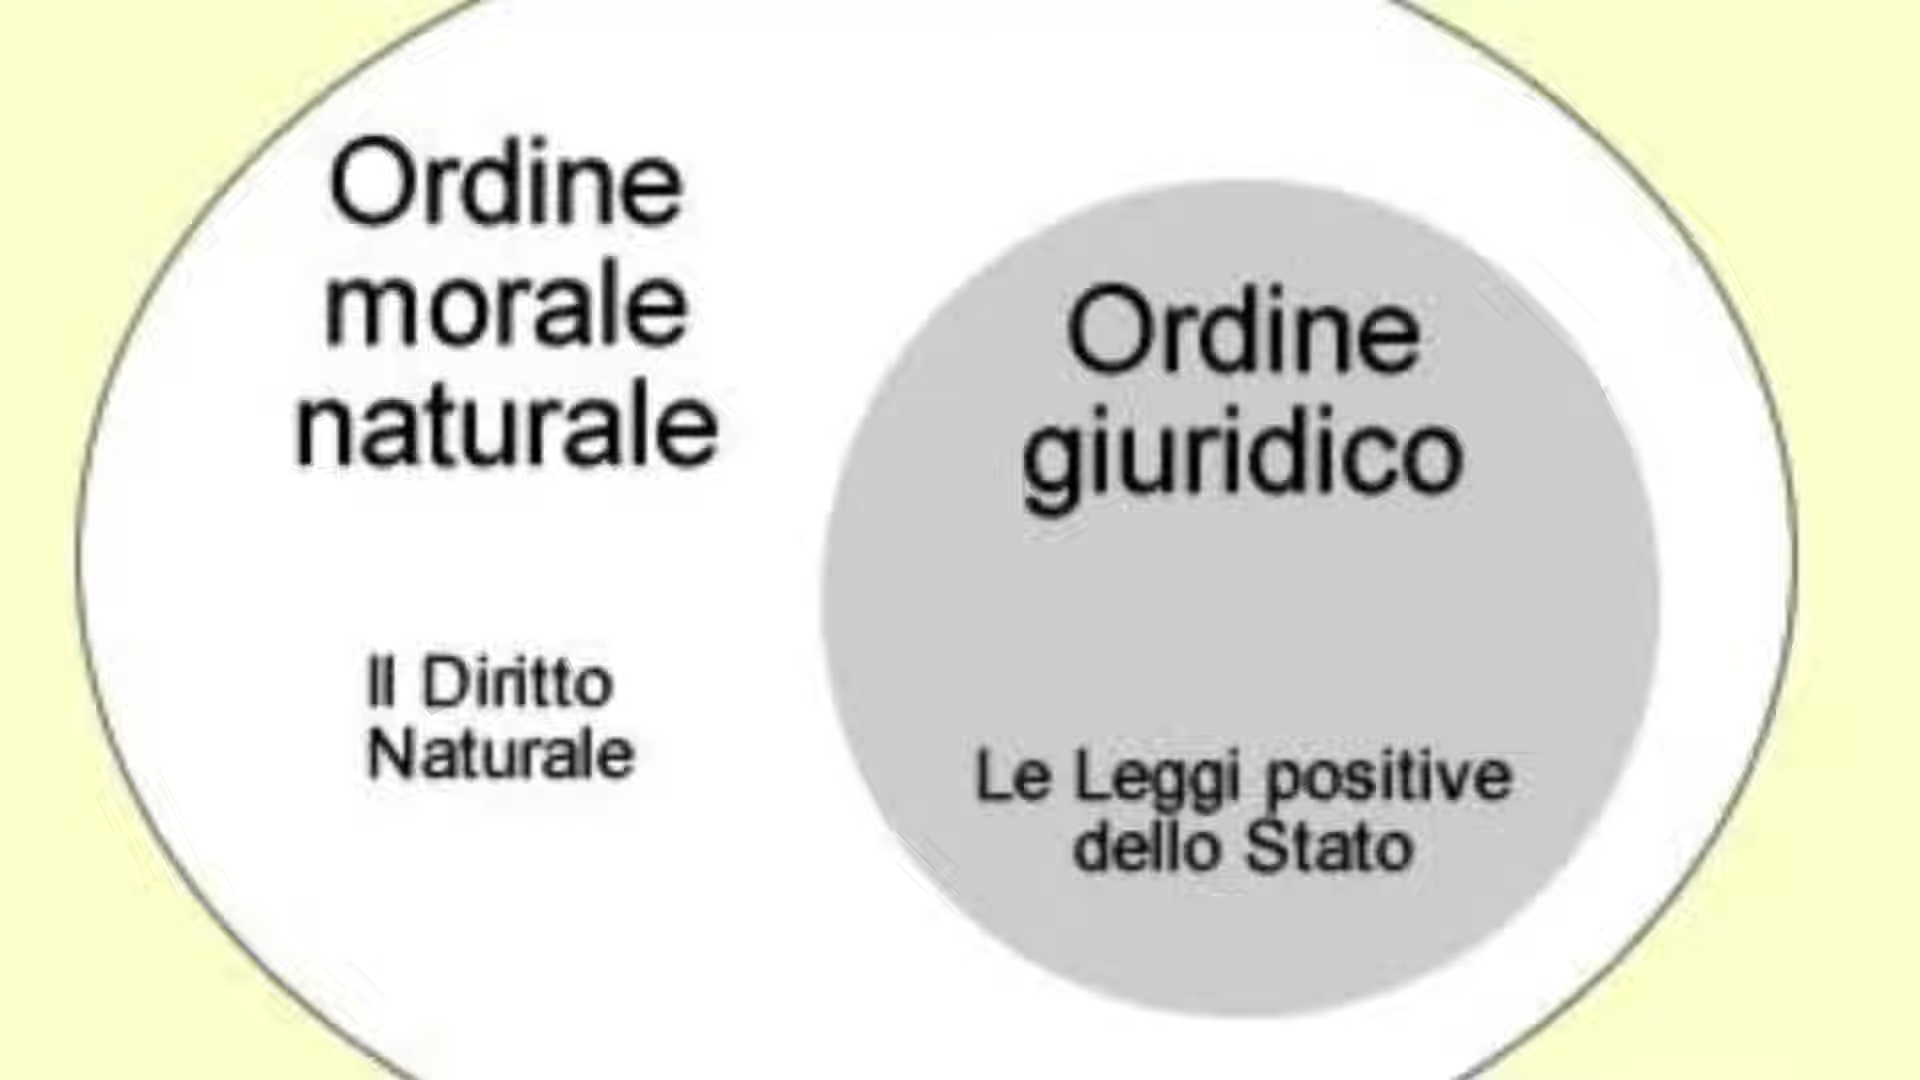 Ordine
morale
naturale
Il Diritto
Naturale
Ordine
giuridico
Le Leggi positive
dello Stato